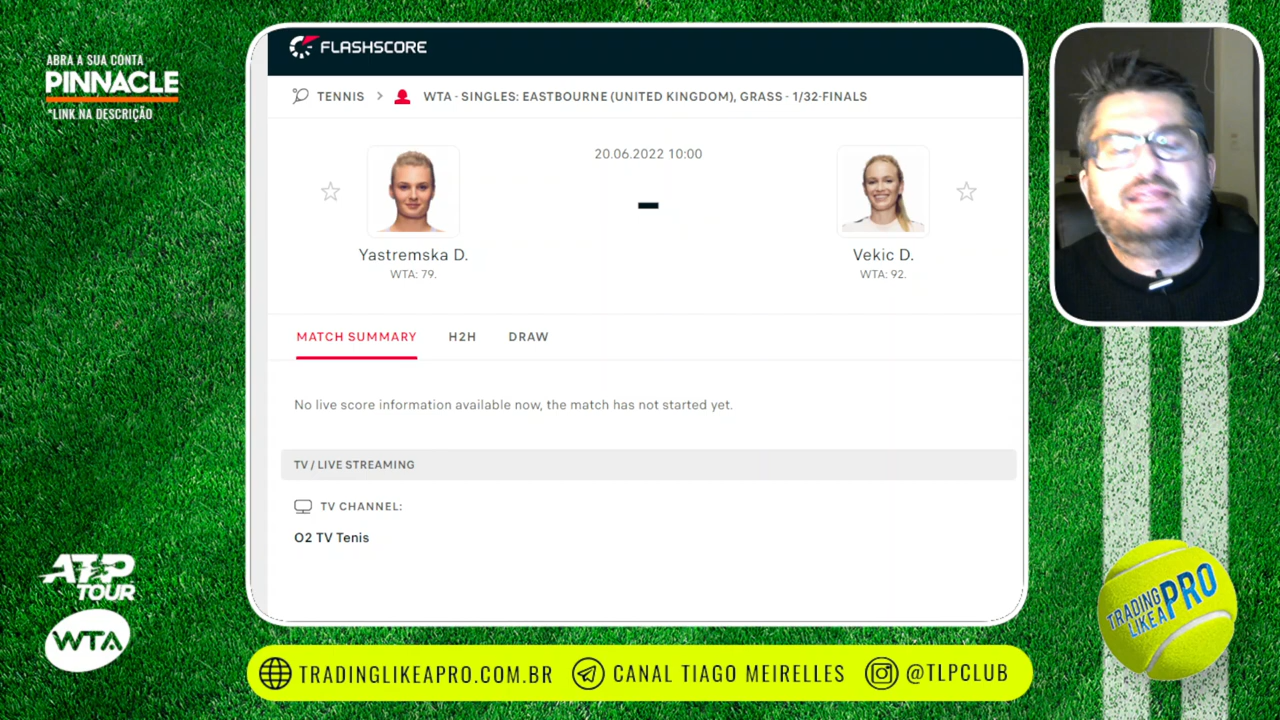 ABRA A SUA CONTA
PINNACLE
*LINK NA DESCRIÇÃO
FLASHSCORE
TENNIS > WTA - SINGLES: EASTBOURNE (UNITED KINGDOM), GRASS - 1/32-FINALS
20.06.2022 10:00
-
Yastremska D.
WTA: 79.
Vekic D.
WTA: 92.
MATCH SUMMARY H2H DRAW
No live score information available now, the match has not started yet.
TV / LIVE STREAMING
TV CHANNEL:
O2 TV Tenis
ATP
TOUR
WTA
TRADING
LIKE A
PRO
TRADINGLIKEAPRO.COM.BR CANAL TIAGO MEIRELLES @TLPCLUB